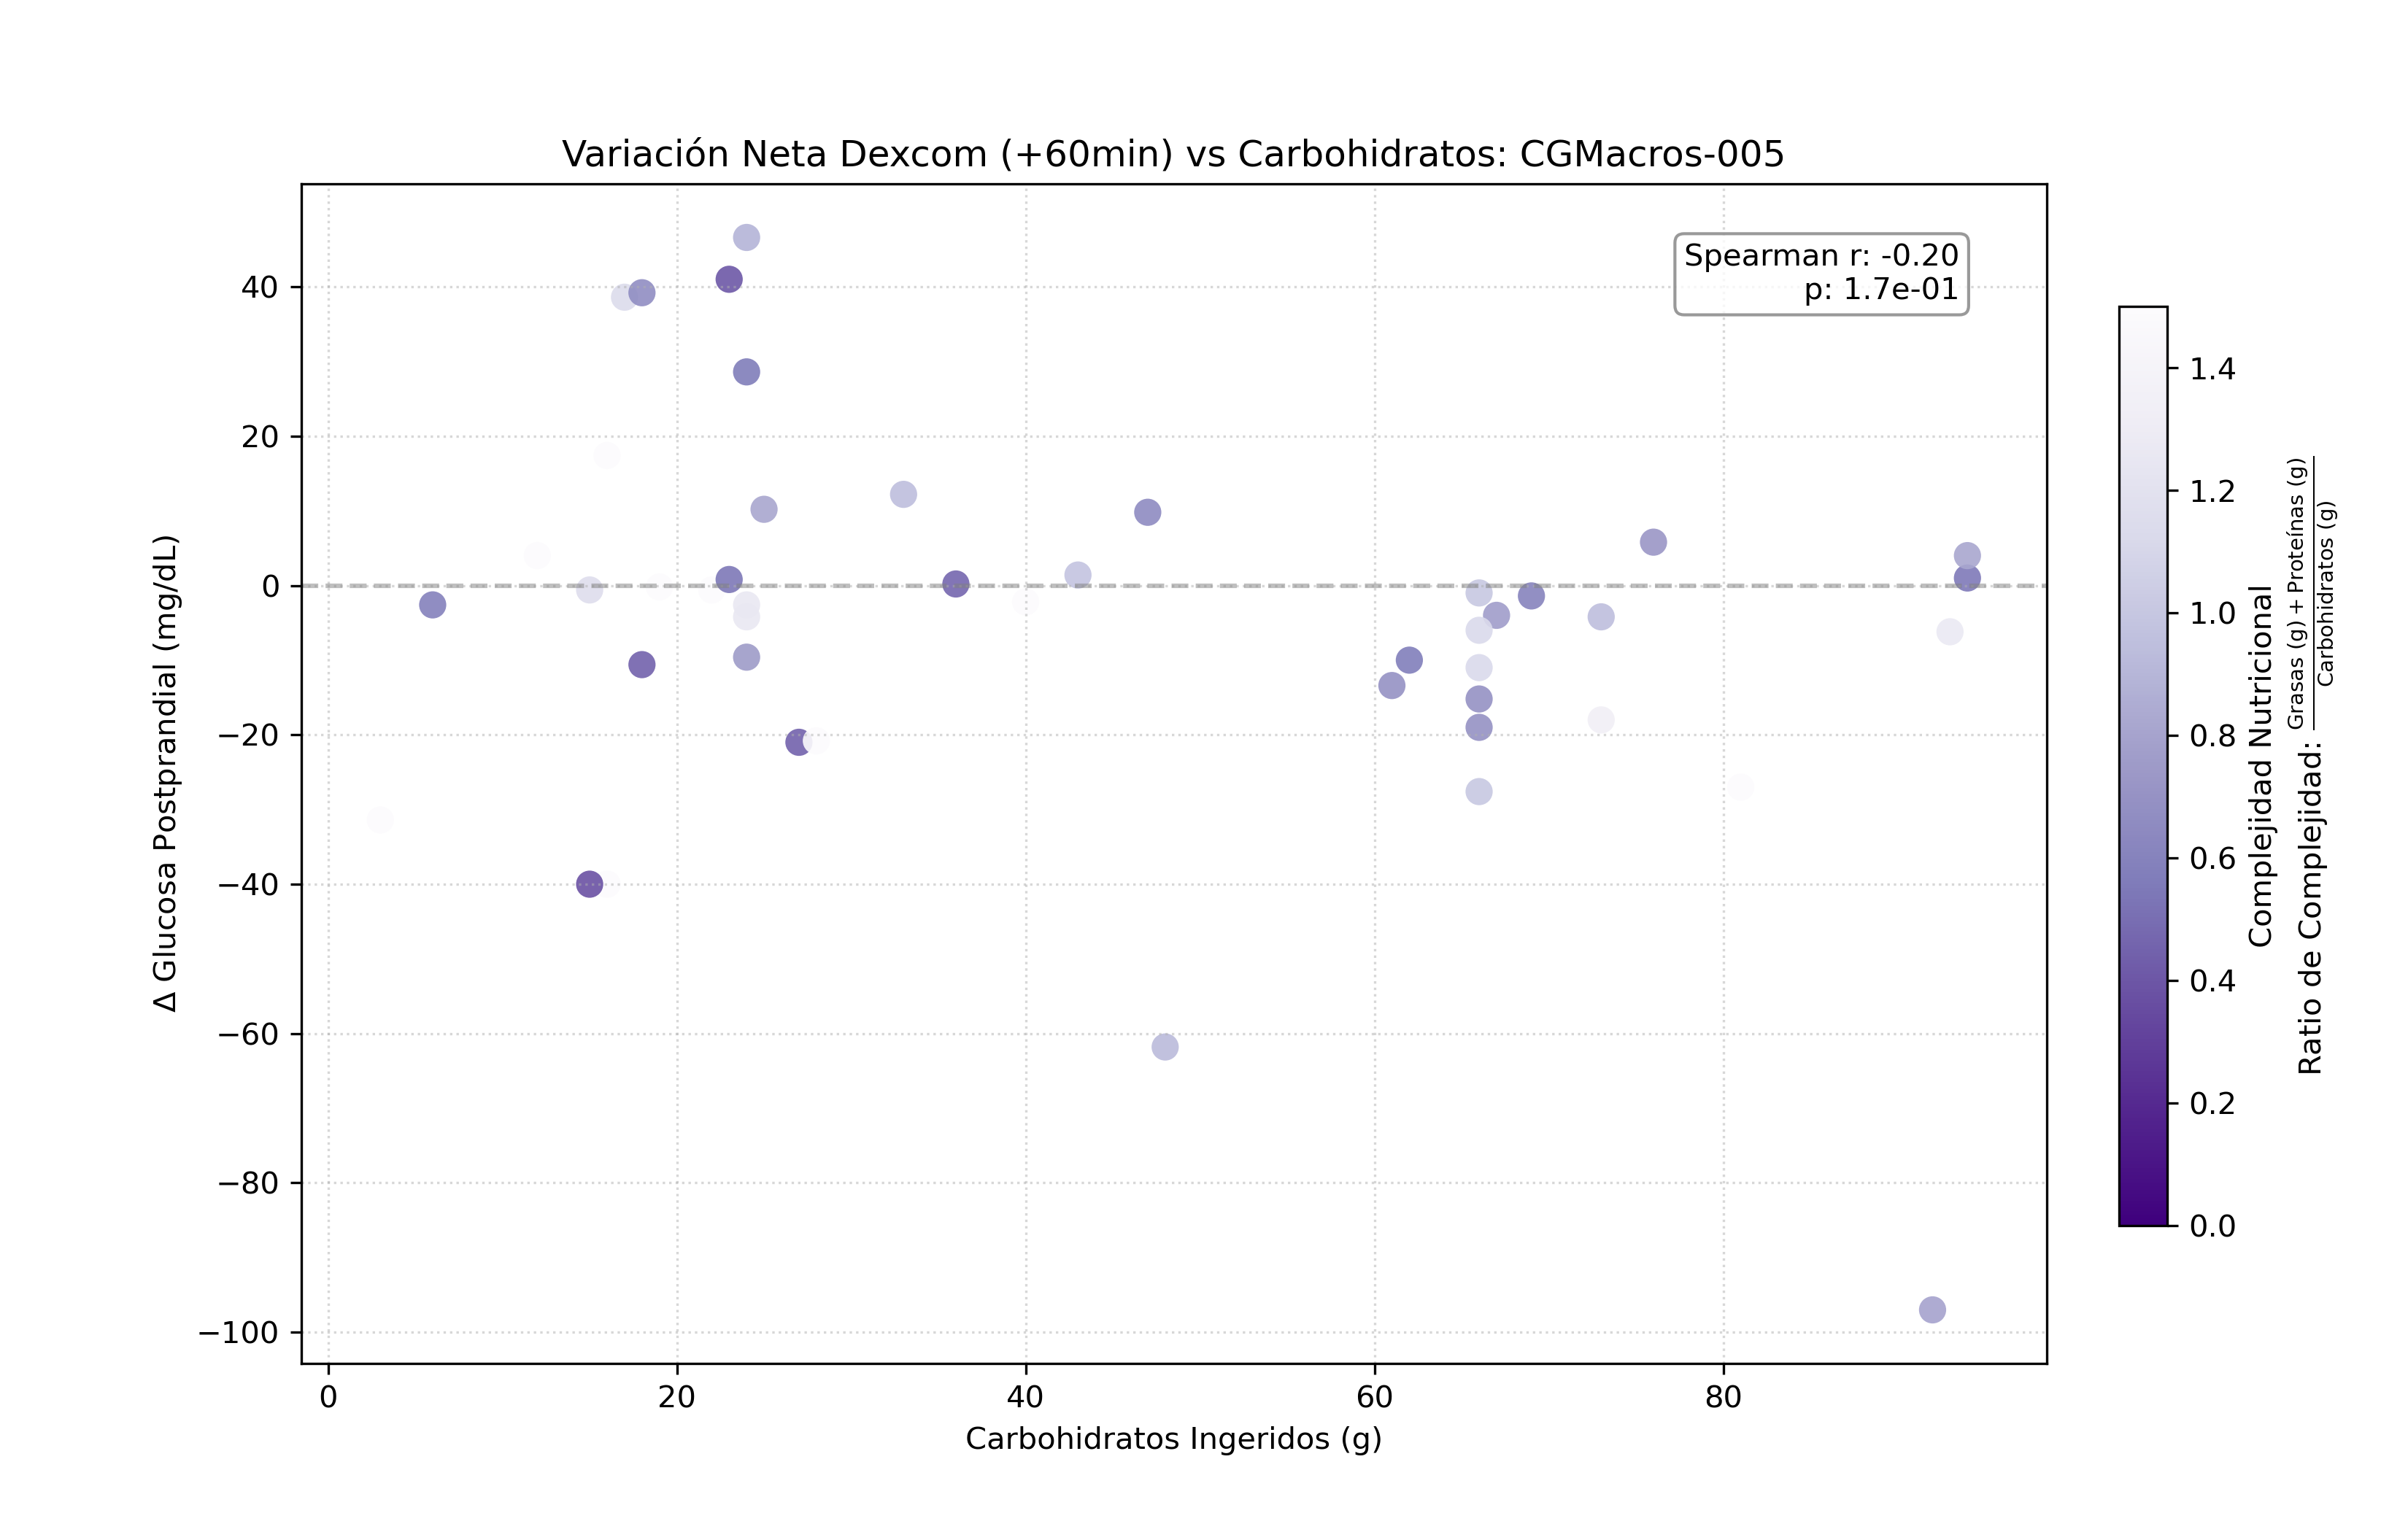 Variación Neta Dexcom (+60min) vs Carbohidratos: CGMacros-005
Spearman r: -0.20
p: 1.7e-01
Δ Glucosa Postprandial (mg/dL)
40
20
0
−20
−40
−60
−80
−100
0
20
40
60
80
Carbohidratos Ingeridos (g)
1.4
1.2
1.0
0.8
0.6
0.4
0.2
0.0
Complejidad Nutricional
Ratio de Complejidad: Grasas (g) + Proteínas (g)
Carbohidratos (g)